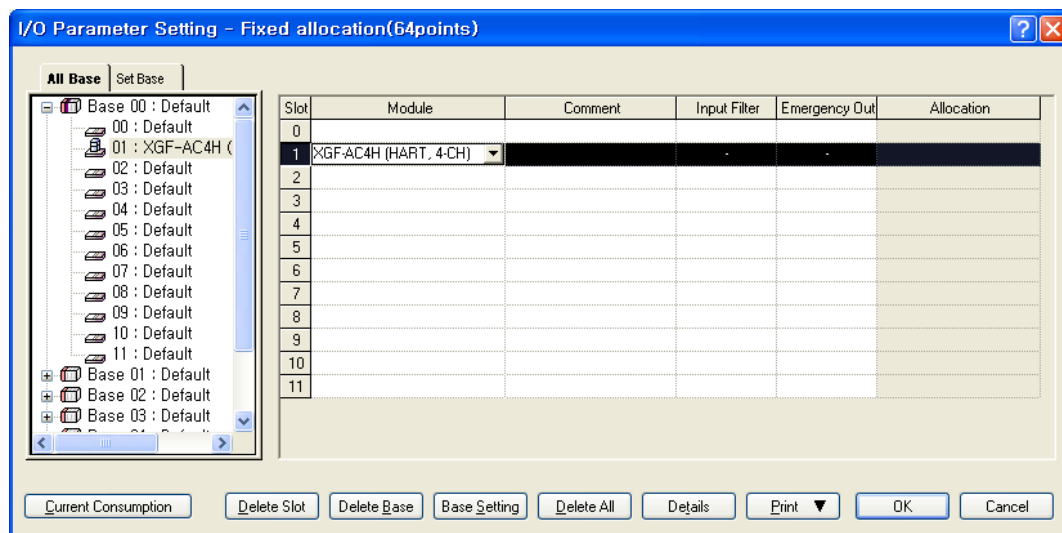 I/O Parameter Setting - Fixed allocation(64points)
All Base Set Base
Base 00 : Default
00 : Default
01 : XGF-AC4H (
02 : Default
03 : Default
04 : Default
05 : Default
06 : Default
07 : Default
08 : Default
09 : Default
10 : Default
11 : Default
Base 01 : Default
Base 02 : Default
Base 03 : Default
Slot Module Comment Input Filter Emergency Out Allocation
0
1 XGF-AC4H (HART, 4-CH) - -
2
3
4
5
6
7
8
9
10
11
Current Consumption Delete Slot Delete Base Base Setting Delete All Details Print ▼ OK Cancel